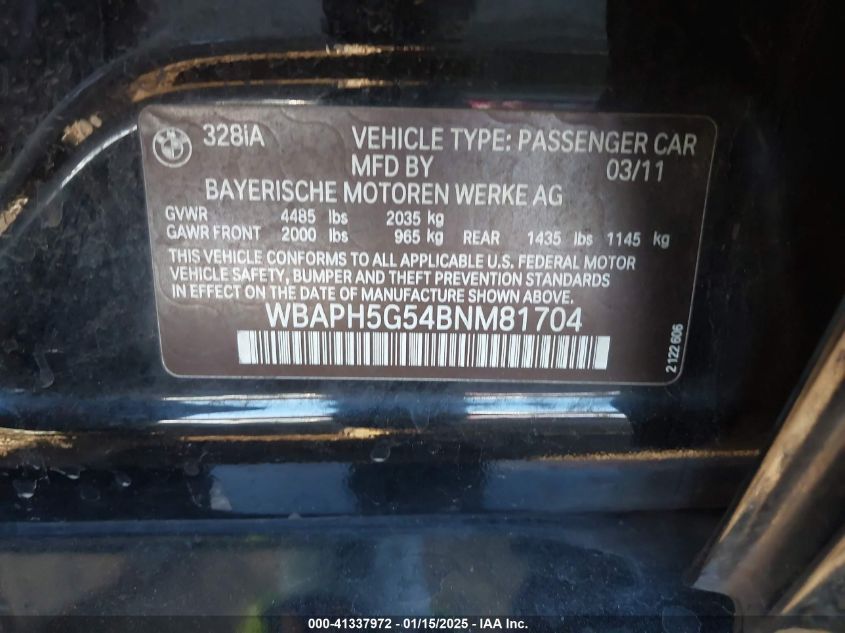 328iA VEHICLE TYPE: PASSENGER CAR
MFD BY 03/11
BAYERISCHE MOTOREN WERKE AG
GVWR 4485 lbs 2035 kg
GAWR FRONT 2000 lbs 965 kg REAR 1435 lbs 1145 kg
THIS VEHICLE CONFORMS TO ALL APPLICABLE U.S. FEDERAL MOTOR
VEHICLE SAFETY, BUMPER AND THEFT PREVENTION STANDARDS
IN EFFECT ON THE DATE OF MANUFACTURE SHOWN ABOVE.
WBAPH5G54BNM81704
2 122 606
000-41337972 - 01/15/2025 - IAA Inc.